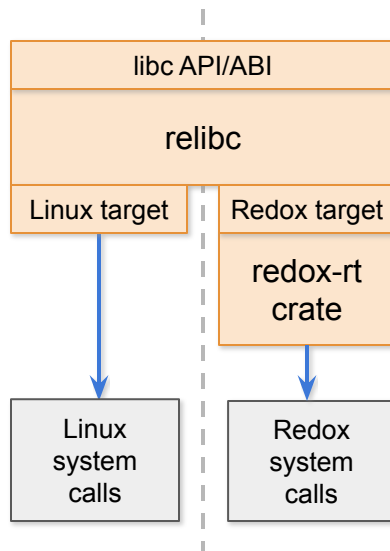 libc API/ABI
relibc
Linux target
Redox target
redox-rt
crate
Linux
system
calls
Redox
system
calls